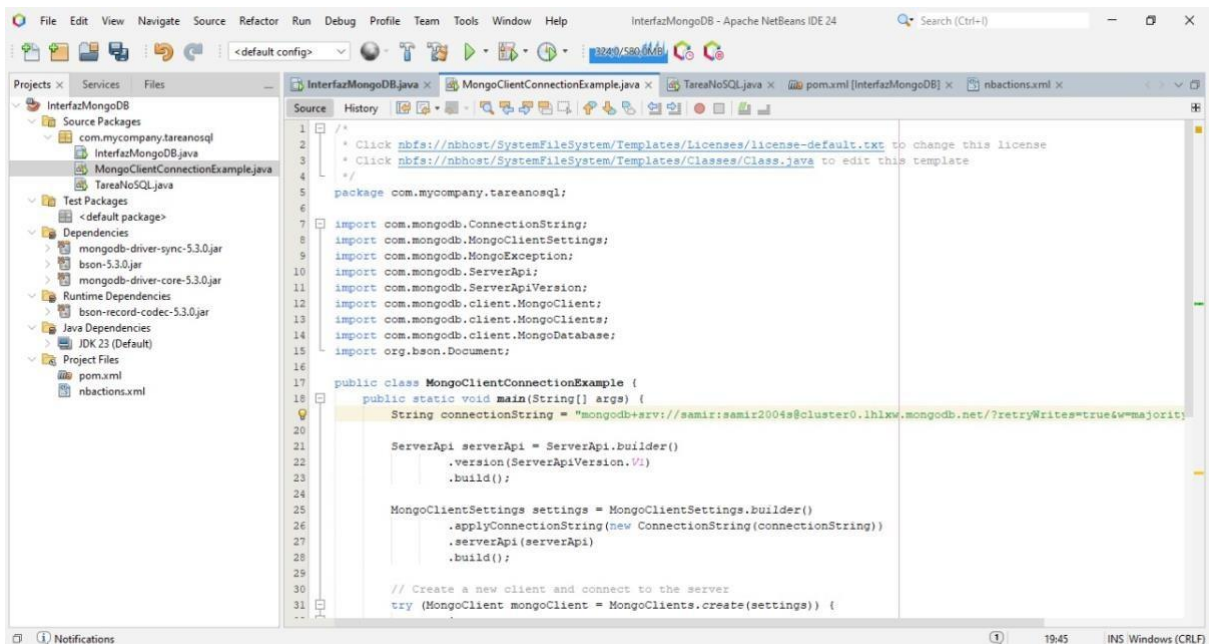 File Edit View Navigate Source Refactor Run Debug Profile Team Tools Window Help
InterfazMongoDB - Apache NetBeans IDE 24
Search (Ctrl+I)
<default config>
Projects Services Files
InterfazMongoDB
Source Packages
com.mycompany.tareanosql
InterfazMongoDB.java
MongoClientConnectionExample.java
TareaNoSQL.java
Test Packages
<default package>
Dependencies
mongodb-driver-sync-5.3.0.jar
bson-5.3.0.jar
mongodb-driver-core-5.3.0.jar
Runtime Dependencies
bson-record-codec-5.3.0.jar
Java Dependencies
JDK 23 (Default)
Project Files
pom.xml
nbactions.xml
InterfazMongoDB.java MongoClientConnectionExample.java TareaNoSQL.java pom.xml [InterfazMongoDB] nbactions.xml
Source History
1 /*
2 * Click nbfs://nbhost/SystemFileSystem/Templates/Licenses/license-default.txt to change this license
3 * Click nbfs://nbhost/SystemFileSystem/Templates/Classes/Class.java to edit this template
4 */
5 package com.mycompany.tareanosql;
6
7 import com.mongodb.ConnectionString;
8 import com.mongodb.MongoClientSettings;
9 import com.mongodb.MongoException;
10 import com.mongodb.ServerApi;
11 import com.mongodb.ServerApiVersion;
12 import com.mongodb.client.MongoClient;
13 import com.mongodb.client.MongoClients;
14 import com.mongodb.client.MongoDatabase;
15 import org.bson.Document;
16
17 public class MongoClientConnectionExample {
18 public static void main(String[] args) {
String connectionString = "mongodb+srv://samir:samir2004s@cluster0.lhlxw.mongodb.net/?retryWrites=true&w=majority
20
21 ServerApi serverApi = ServerApi.builder()
22 .version(ServerApiVersion.V1)
23 .build();
24
25 MongoClientSettings settings = MongoClientSettings.builder()
26 .applyConnectionString(new ConnectionString(connectionString))
27 .serverApi(serverApi)
28 .build();
29
30 // Create a new client and connect to the server
31 try (MongoClient mongoClient = MongoClients.create(settings)) {
Notifications
1
19:45
INS Windows (CRLF)